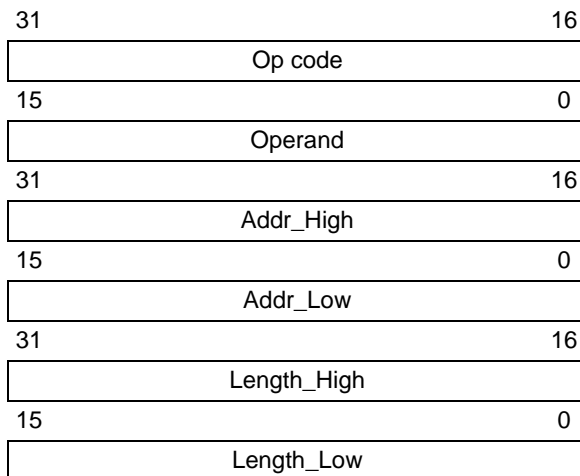 31 16
Op code
15 0
Operand
31 16
Addr_High
15 0
Addr_Low
31 16
Length_High
15 0
Length_Low